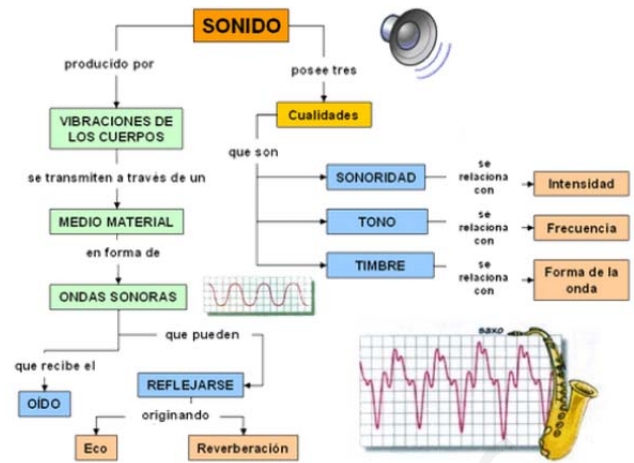 SONIDO
producido por
posee tres
VIBRACIONES DE
LOS CUERPOS
Cualidades
que son
se transmiten a través de un
SONORIDAD
se
relaciona
con
Intensidad
MEDIO MATERIAL
TONO
se
relaciona
con
Frecuencia
en forma de
TIMBRE
se
relaciona
con
Forma de la
onda
ONDAS SONORAS
que pueden
saxo
que recibe el
OÍDO
REFLEJARSE
originando
Eco
Reverberación